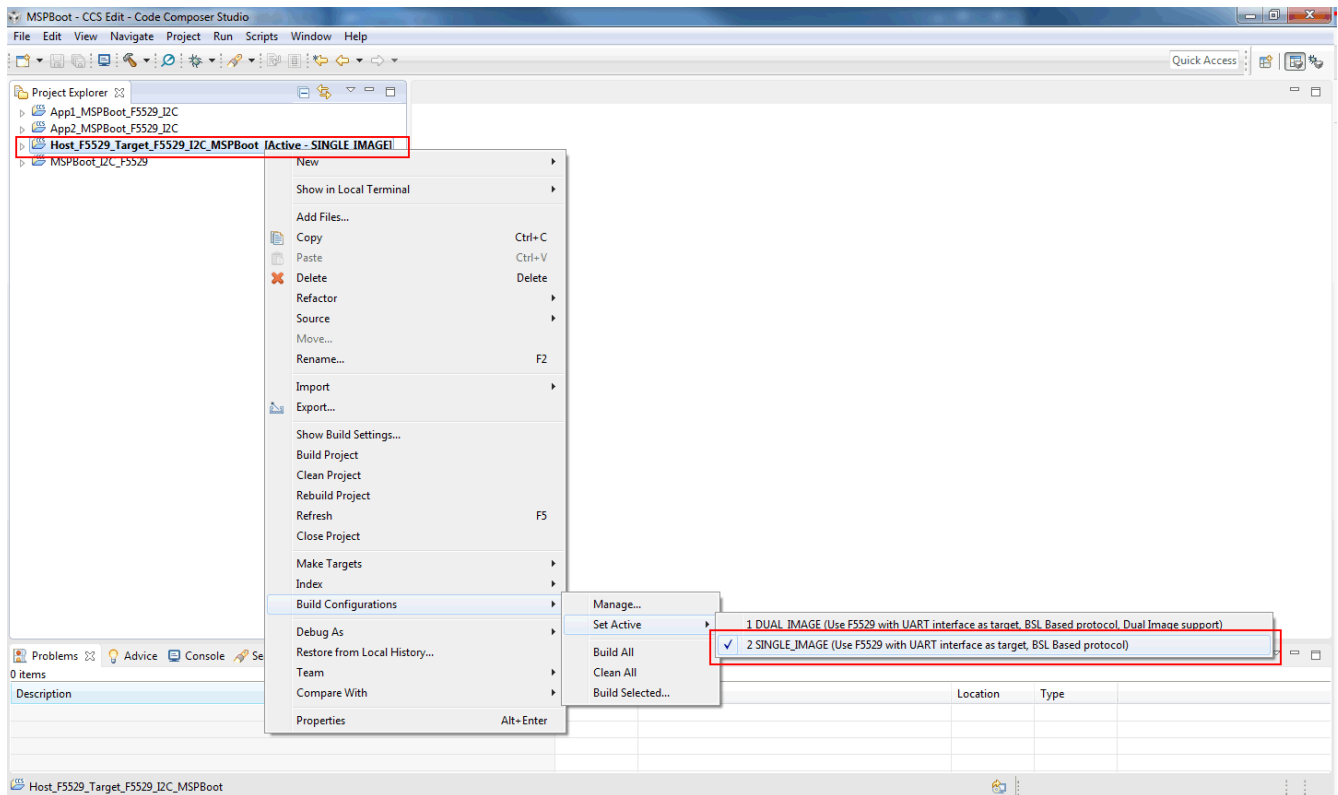 MSPBoot - CCS Edit - Code Composer Studio
File Edit View Navigate Project Run Scripts Window Help
Quick Access
Project Explorer
App1_MSPBoot_F5529_I2C
App2_MSPBoot_F5529_I2C
Host_F5529_Target_F5529_I2C_MSPBoot [Active - SINGLE_IMAGE]
MSPBoot_I2C_F5529
New
Show in Local Terminal
Add Files...
Copy Ctrl+C
Paste Ctrl+V
Delete Delete
Refactor
Source
Move...
Rename... F2
Import
Export...
Show Build Settings...
Build Project
Clean Project
Rebuild Project
Refresh F5
Close Project
Make Targets
Index
Build Configurations
Debug As
Restore from Local History...
Team
Compare With
Properties Alt+Enter
Manage...
Set Active
Build All
Clean All
Build Selected...
1 DUAL_IMAGE (Use F5529 with UART interface as target, BSL Based protocol, Dual Image support)
2 SINGLE_IMAGE (Use F5529 with UART interface as target, BSL Based protocol)
Problems Advice Console Se
0 items
Description Location Type
Host_F5529_Target_F5529_I2C_MSPBoot